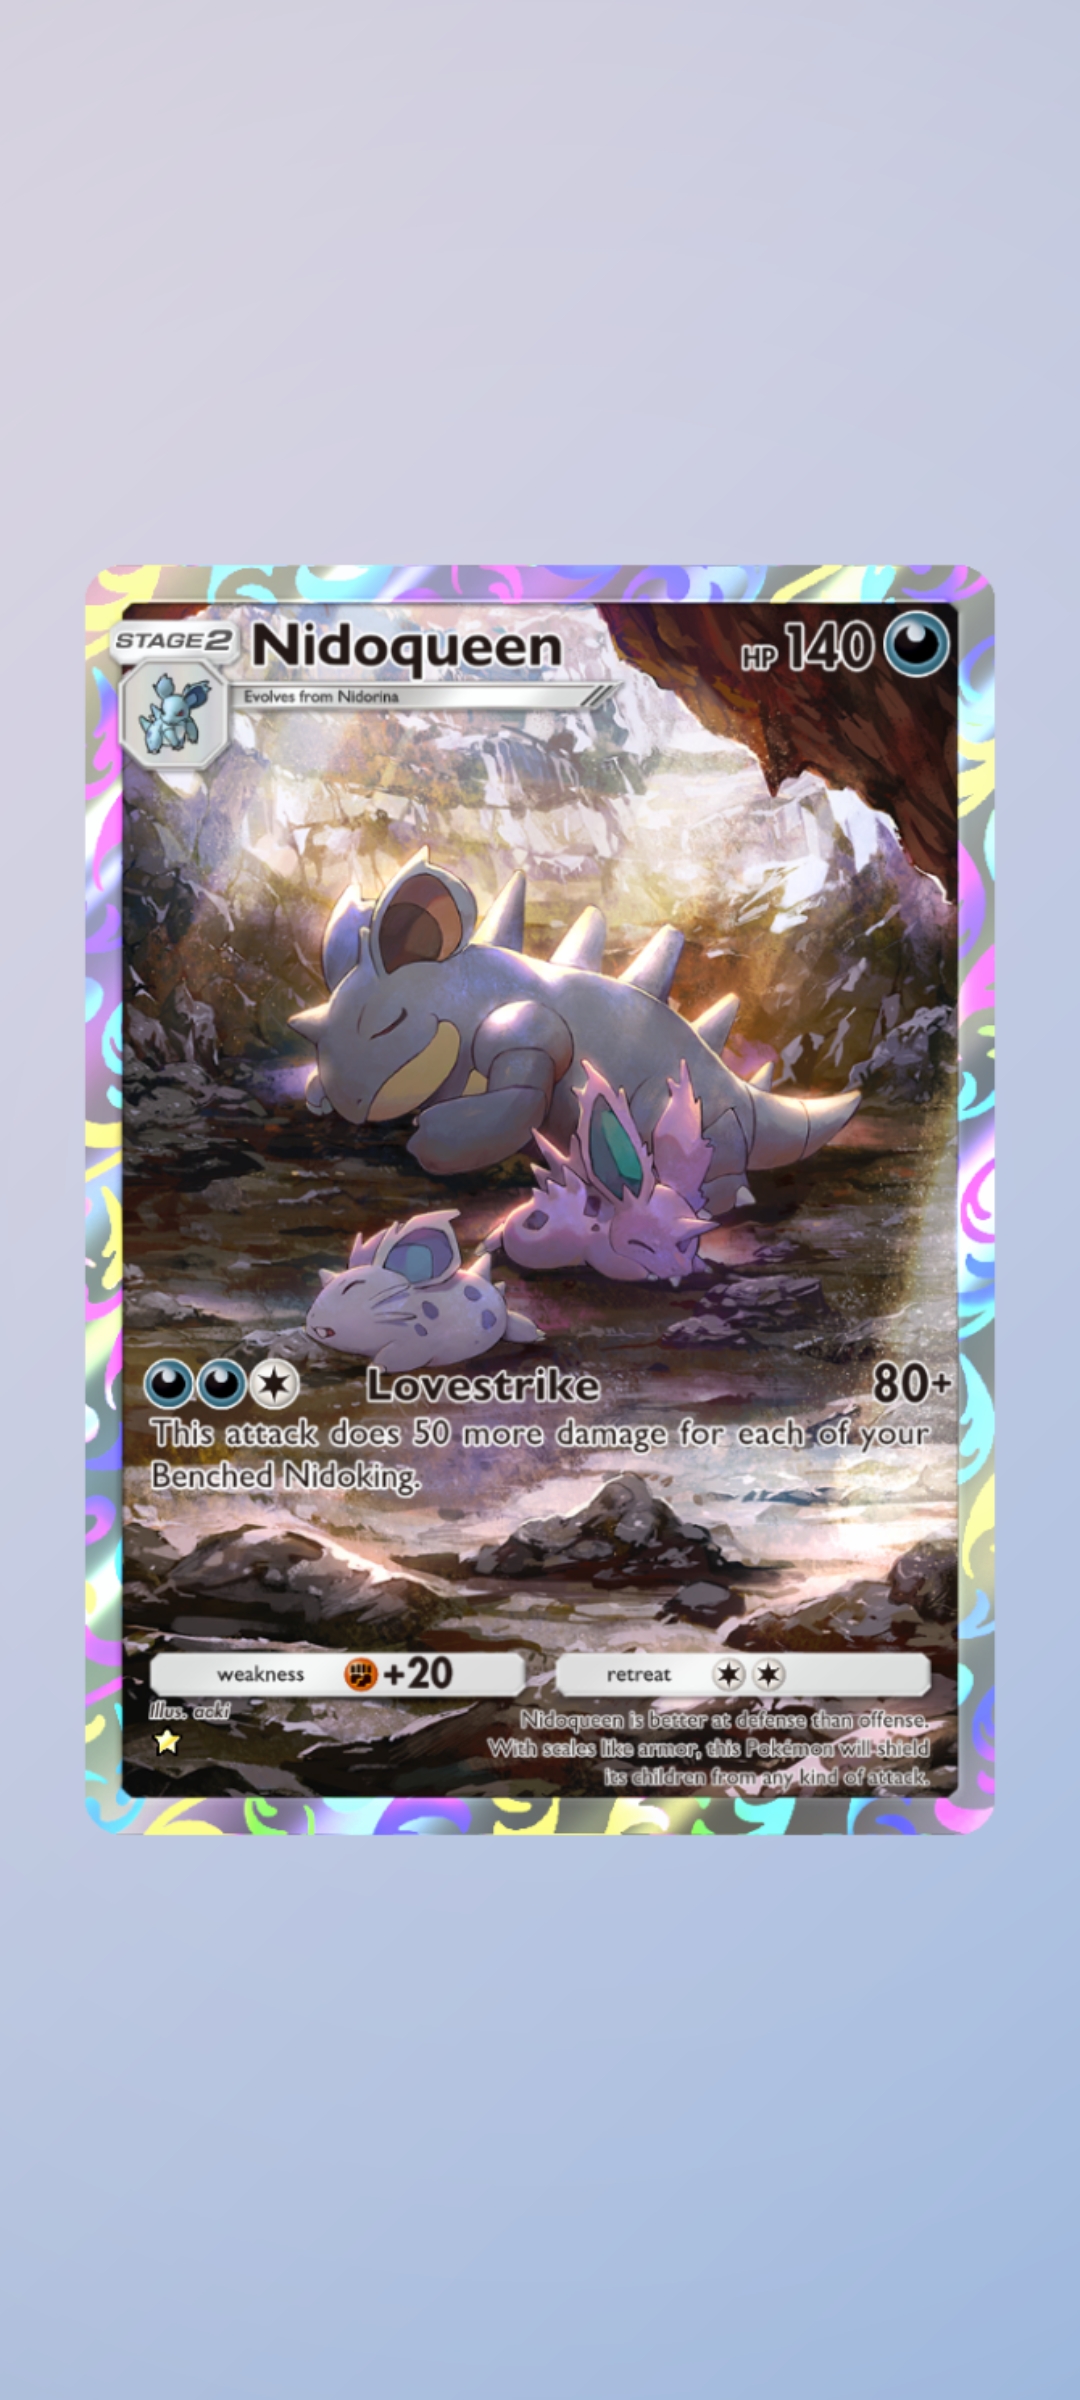 STAGE2 Nidoqueen HP 140
Evolves from Nidorina
Lovestrike 80+
This attack does 50 more damage for each of your
Benched Nidoking.
weakness +20 retreat
Illus. aoki
Nidoqueen is better at defense than offense.
With scales like armor, this Pokémon will shield
its children from any kind of attack.